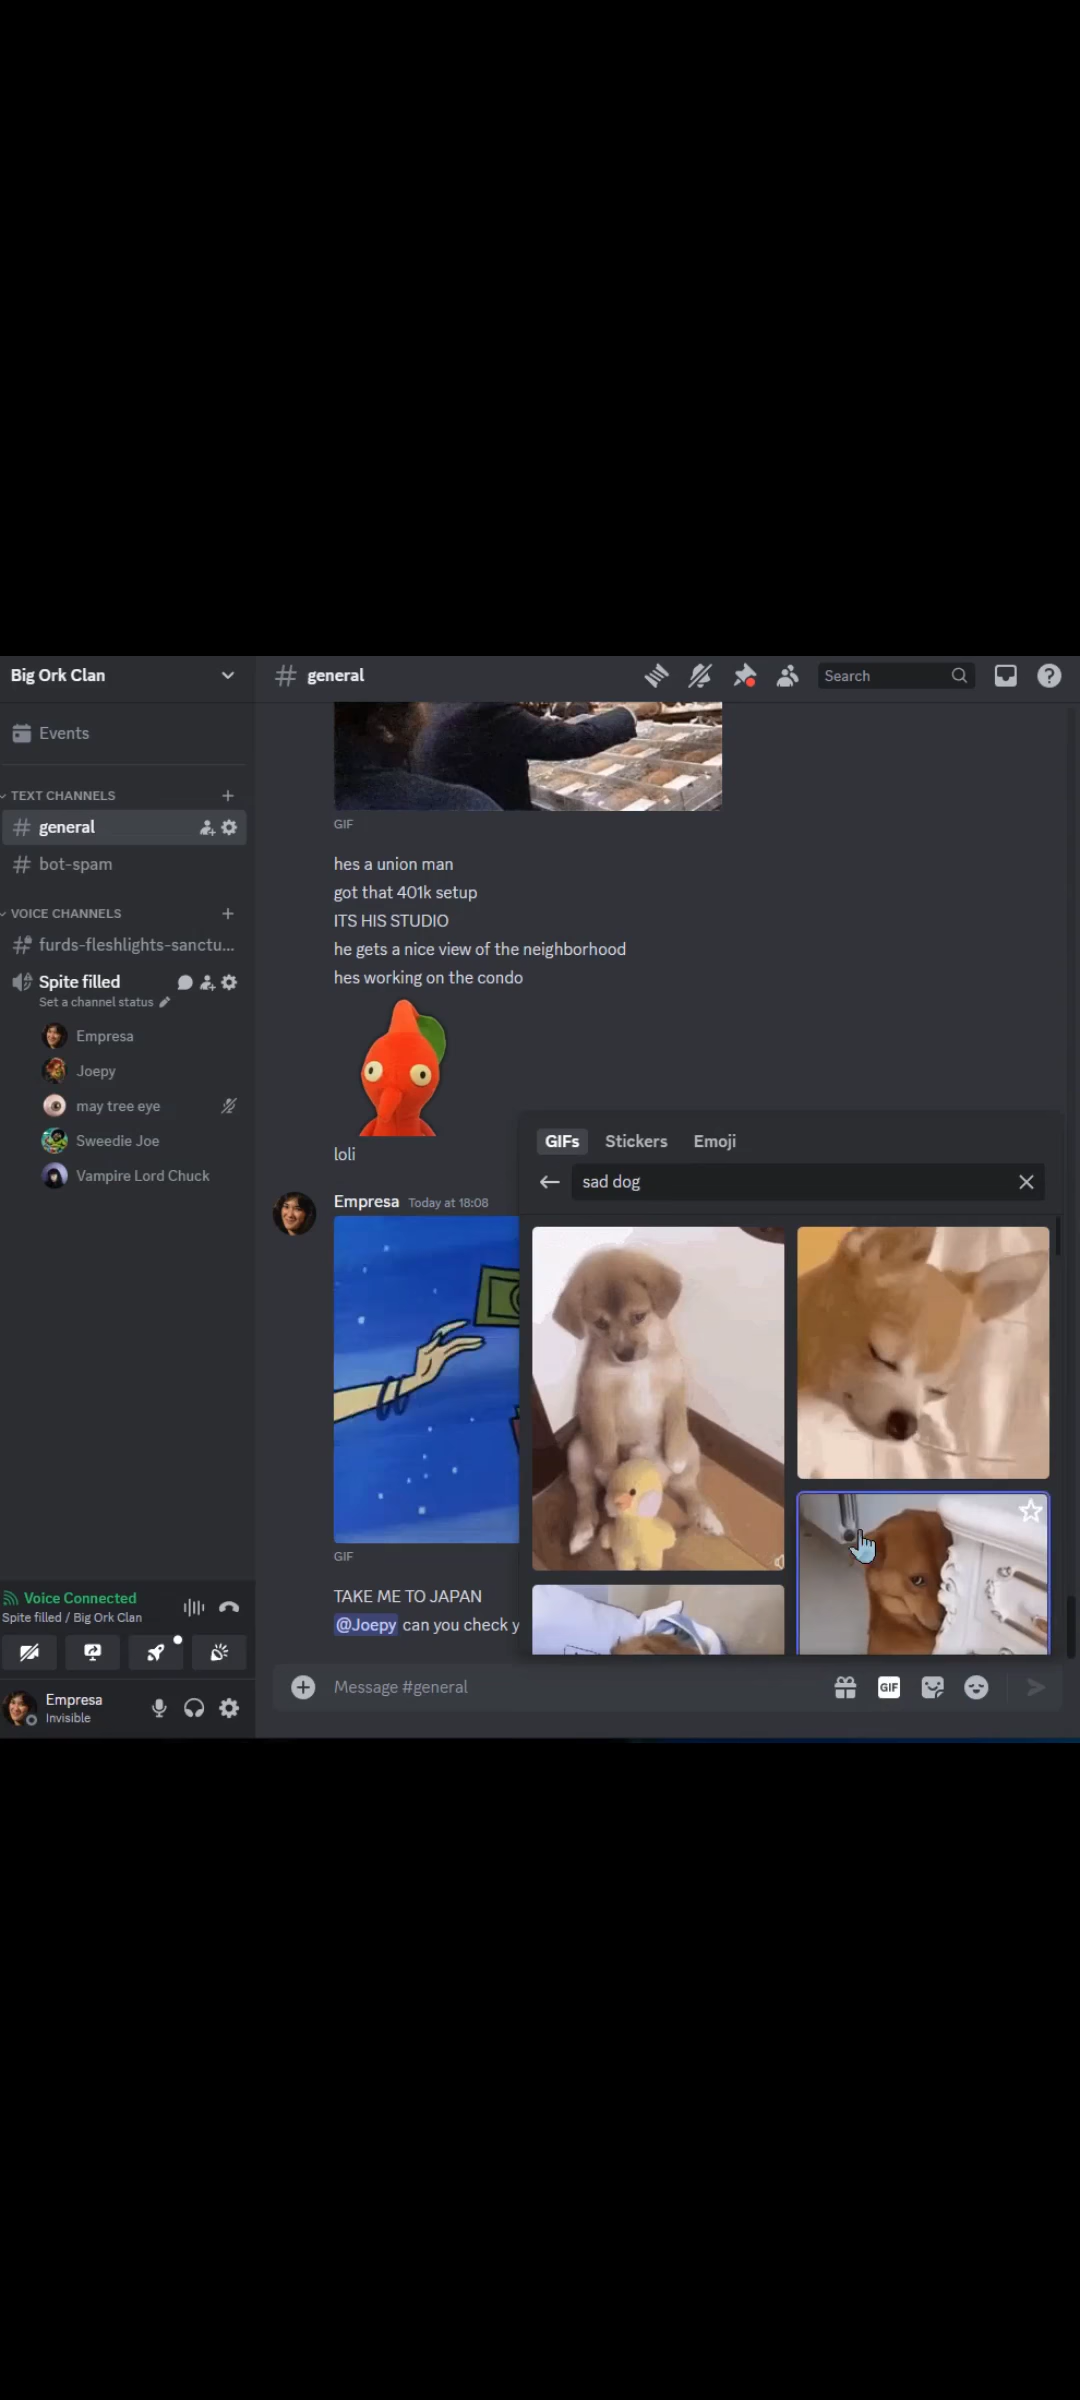 Big Ork Clan
Events
TEXT CHANNELS
general
bot-spam
VOICE CHANNELS
furds-fleshlights-sanctu...
Spite filled
Set a channel status
Empresa
Joepy
may tree eye
Sweedie Joe
Vampire Lord Chuck
Voice Connected
Spite filled / Big Ork Clan
Empresa
Invisible
general
Search
GIF
hes a union man
got that 401k setup
ITS HIS STUDIO
he gets a nice view of the neighborhood
hes working on the condo
loli
Empresa Today at 18:08
GIF
TAKE ME TO JAPAN
@Joepy can you check y
GIFs Stickers Emoji
sad dog
Message #general
GIF